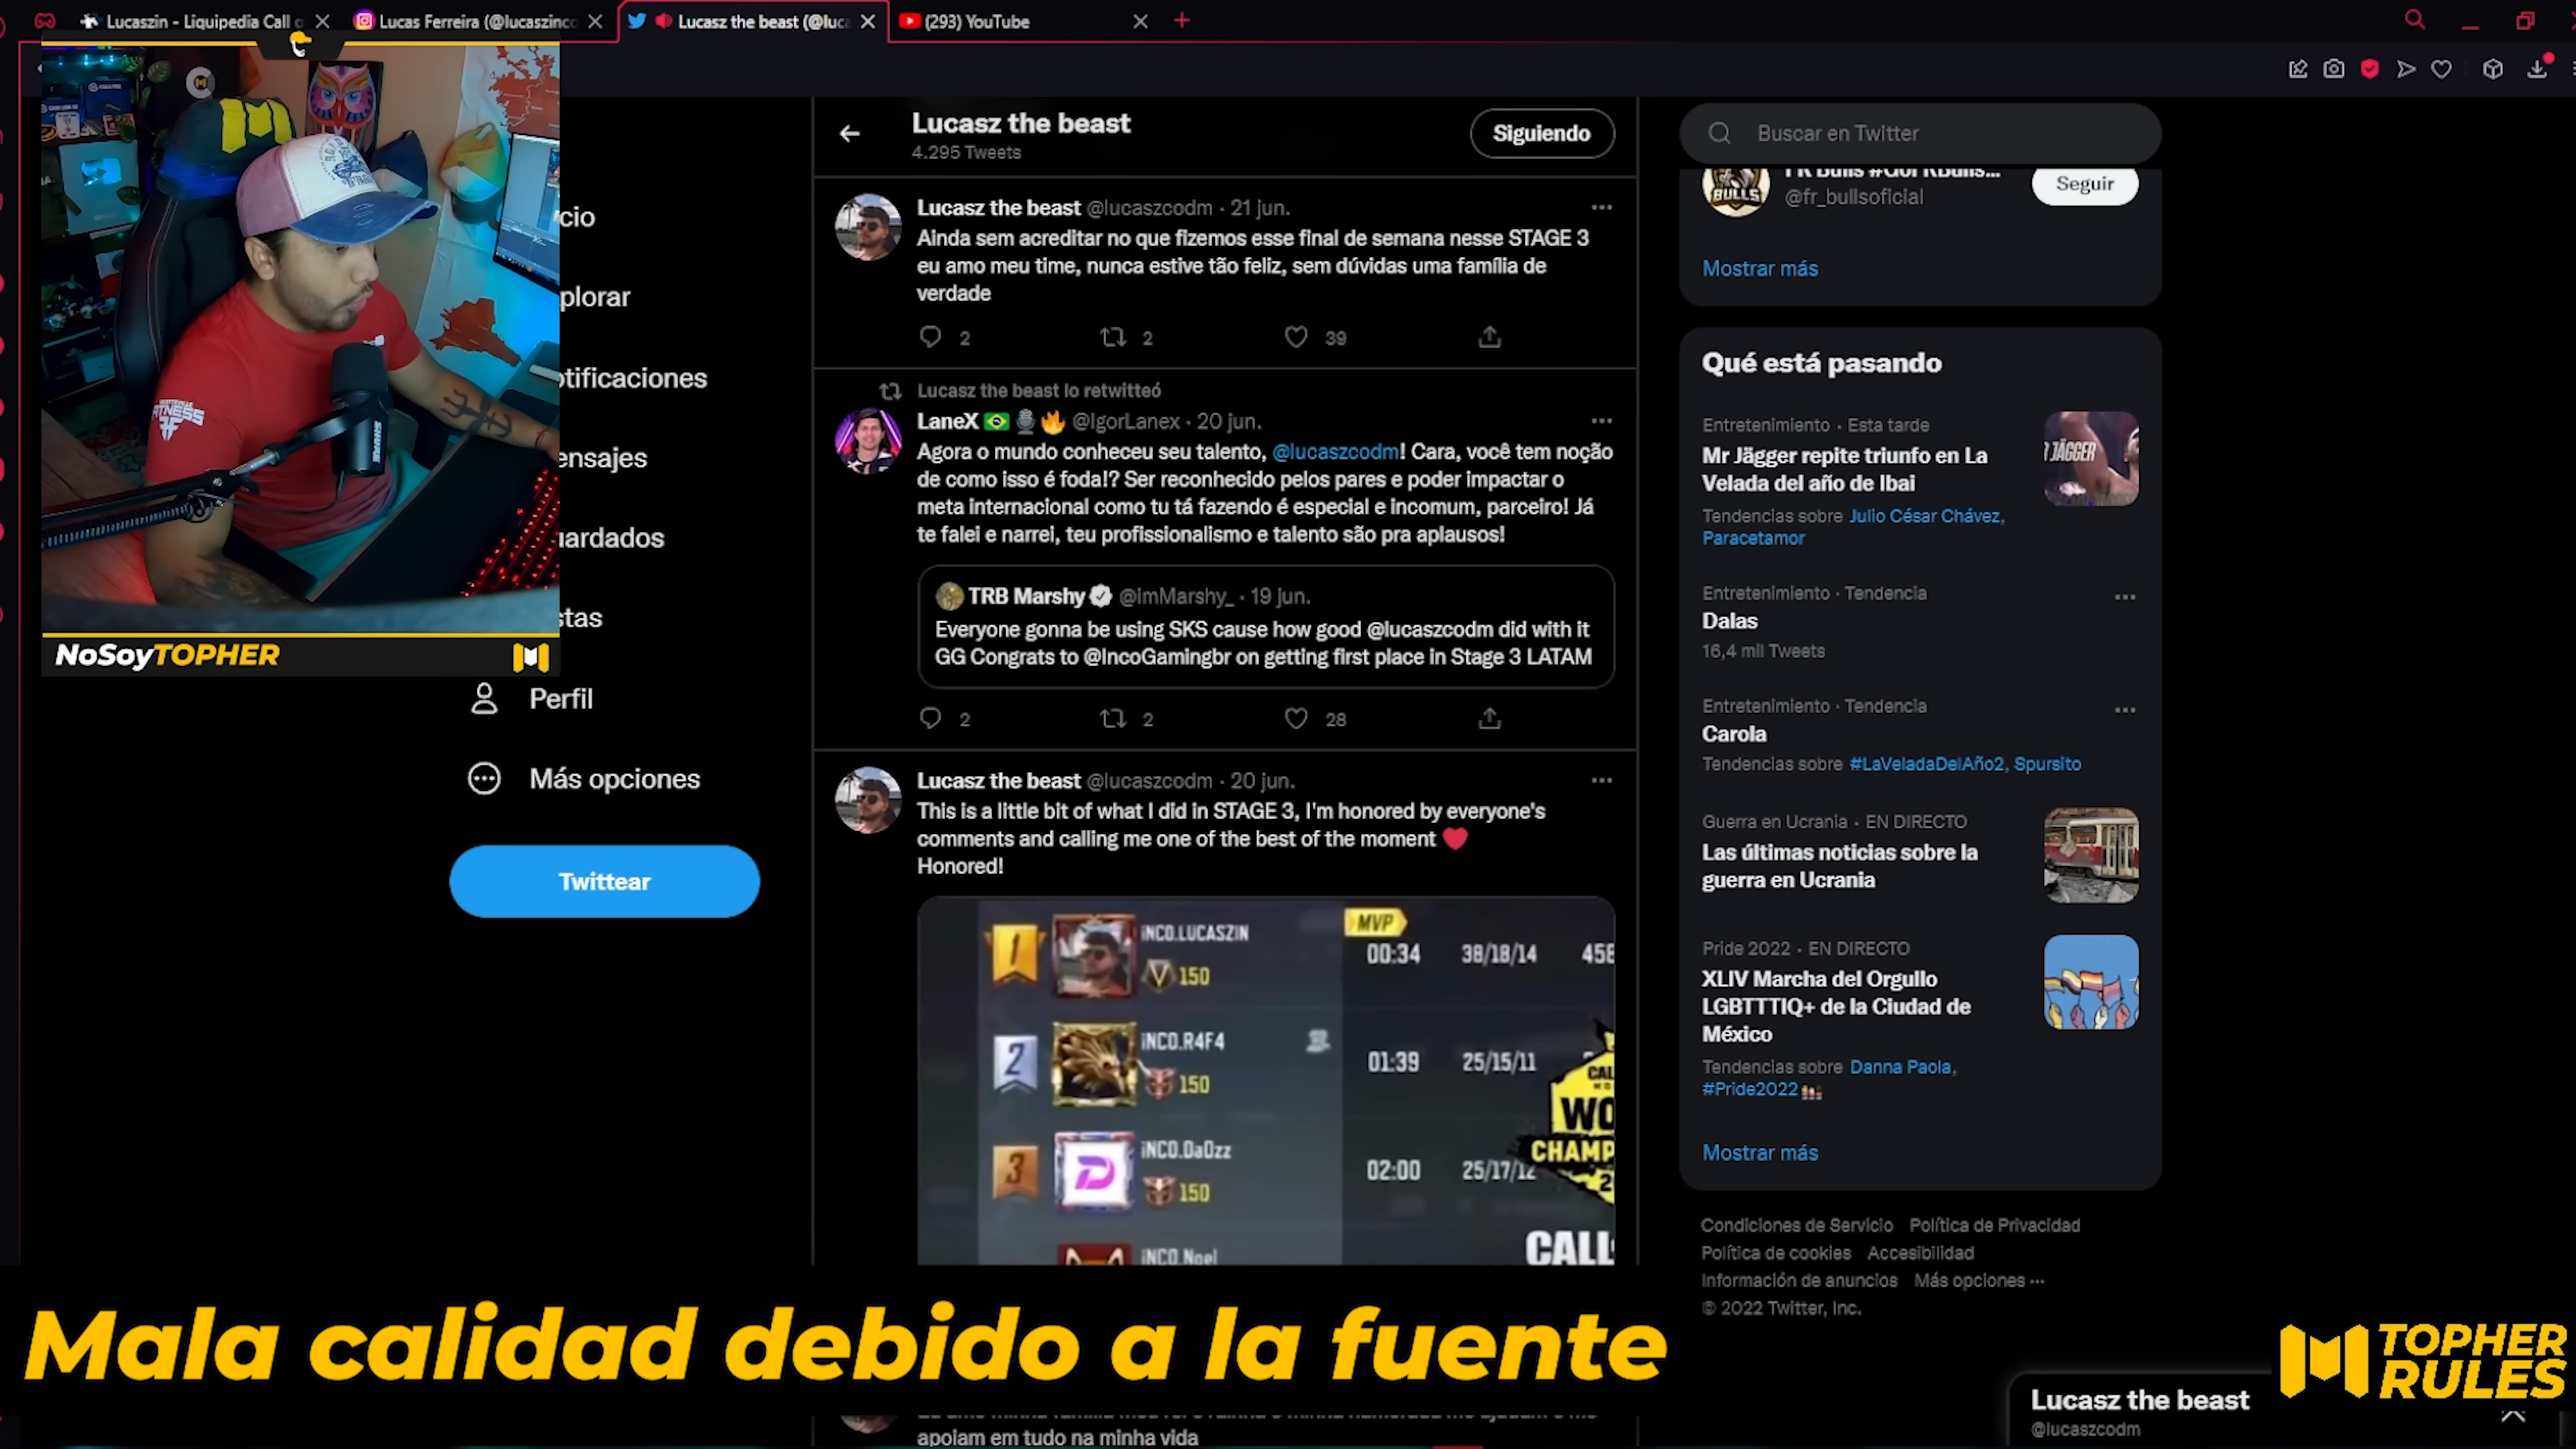 Lucaszin - Liquipedia Call o
Lucas Ferreira (@lucaszinco
Lucasz the beast (@luca
(293) YouTube
FITNESS
SHURE
NoSoyTOPHER
cio
plorar
otificaciones
ensajes
uardados
stas
Perfil
Más opciones
Twittear
Lucasz the beast
4.295 Tweets
Siguiendo
Lucasz the beast @lucaszcodm · 21 jun.
Ainda sem acreditar no que fizemos esse final de semana nesse STAGE 3
eu amo meu time, nunca estive tão feliz, sem dúvidas uma família de
verdade
2 2 39
Lucasz the beast lo retwitteó
LaneX 🇧🇷🎙️🔥 @IgorLanex · 20 jun.
Agora o mundo conheceu seu talento, @lucaszcodm! Cara, você tem noção
de como isso é foda!? Ser reconhecido pelos pares e poder impactar o
meta internacional como tu tá fazendo é especial e incomum, parceiro! Já
te falei e narrei, teu profissionalismo e talento são pra aplausos!
TRB Marshy @ImMarshy_ · 19 jun.
Everyone gonna be using SKS cause how good @lucaszcodm did with it
GG Congrats to @IncoGamingbr on getting first place in Stage 3 LATAM
2 2 28
Lucasz the beast @lucaszcodm · 20 jun.
This is a little bit of what I did in STAGE 3, I'm honored by everyone's
comments and calling me one of the best of the moment ❤️
Honored!
MVP
1 iNCO.LUCASZIN 00:34 38/18/14 458
150
2 iNCO.R4F4 01:39 25/15/11
150
3 iNCO.DaDzz 02:00 25/17/12
150
iNCO.Noel
CAL
WO
CHAMP
2
CALL
apoiam em tudo na minha vida
Buscar en Twitter
BULLS
@fr_bullsoficial
Seguir
Mostrar más
Qué está pasando
Entretenimiento · Esta tarde
Mr Jägger repite triunfo en La
Velada del año de Ibai
Tendencias sobre Julio César Chávez,
Paracetamor
JÄGGER
Entretenimiento · Tendencia
Dalas
16,4 mil Tweets
Entretenimiento · Tendencia
Carola
Tendencias sobre #LaVeladaDelAño2, Spursito
Guerra en Ucrania · EN DIRECTO
Las últimas noticias sobre la
guerra en Ucrania
Pride 2022 · EN DIRECTO
XLIV Marcha del Orgullo
LGBTTTIQ+ de la Ciudad de
México
Tendencias sobre Danna Paola,
#Pride2022
Mostrar más
Condiciones de Servicio Política de Privacidad
Política de cookies Accesibilidad
Información de anuncios Más opciones ···
© 2022 Twitter, Inc.
Mala calidad debido a la fuente
Lucasz the beast
@lucaszcodm
TOPHER
RULES